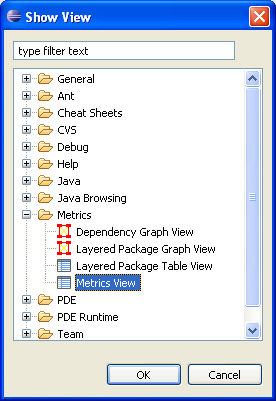 Show View
type filter text
General
Ant
Cheat Sheets
CVS
Debug
Help
Java
Java Browsing
Metrics
Dependency Graph View
Layered Package Graph View
Layered Package Table View
Metrics View
PDE
PDE Runtime
Team
OK Cancel